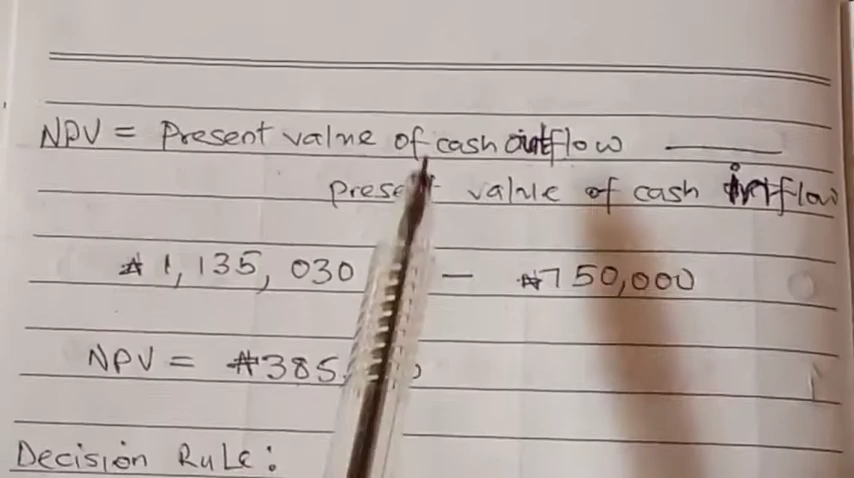 NPV = Present value of cash outflow —
present value of cash inflow
₦ 1,135,030 — ₦750,000
NPV = ₦385,
Decision Rule: